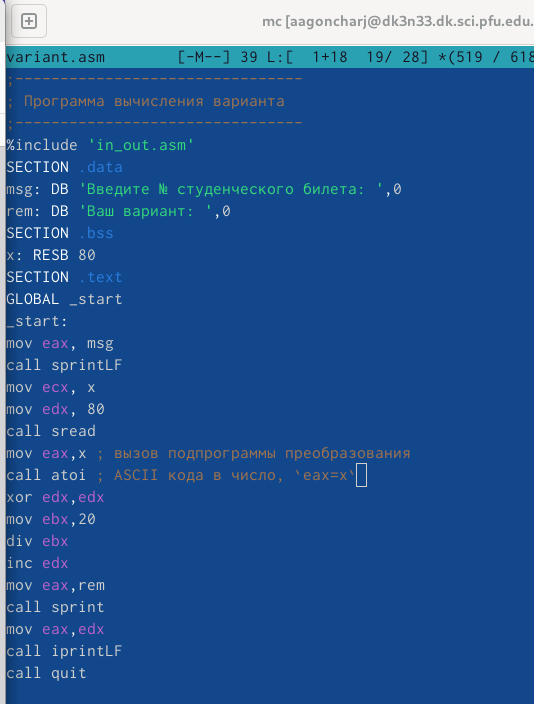 mc [aagoncharj@dk3n33.dk.sci.pfu.edu.
variant.asm [-M--] 39 L:[ 1+18 19/ 28] *(519 / 618
;--------------------------------
; Программа вычисления варианта
;--------------------------------
%include 'in_out.asm'
SECTION .data
msg: DB 'Введите № студенческого билета: ',0
rem: DB 'Ваш вариант: ',0
SECTION .bss
x: RESB 80
SECTION .text
GLOBAL _start
_start:
mov eax, msg
call sprintLF
mov ecx, x
mov edx, 80
call sread
mov eax,x ; вызов подпрограммы преобразования
call atoi ; ASCII кода в число, `eax=x`
xor edx,edx
mov ebx,20
div ebx
inc edx
mov eax,rem
call sprint
mov eax,edx
call iprintLF
call quit